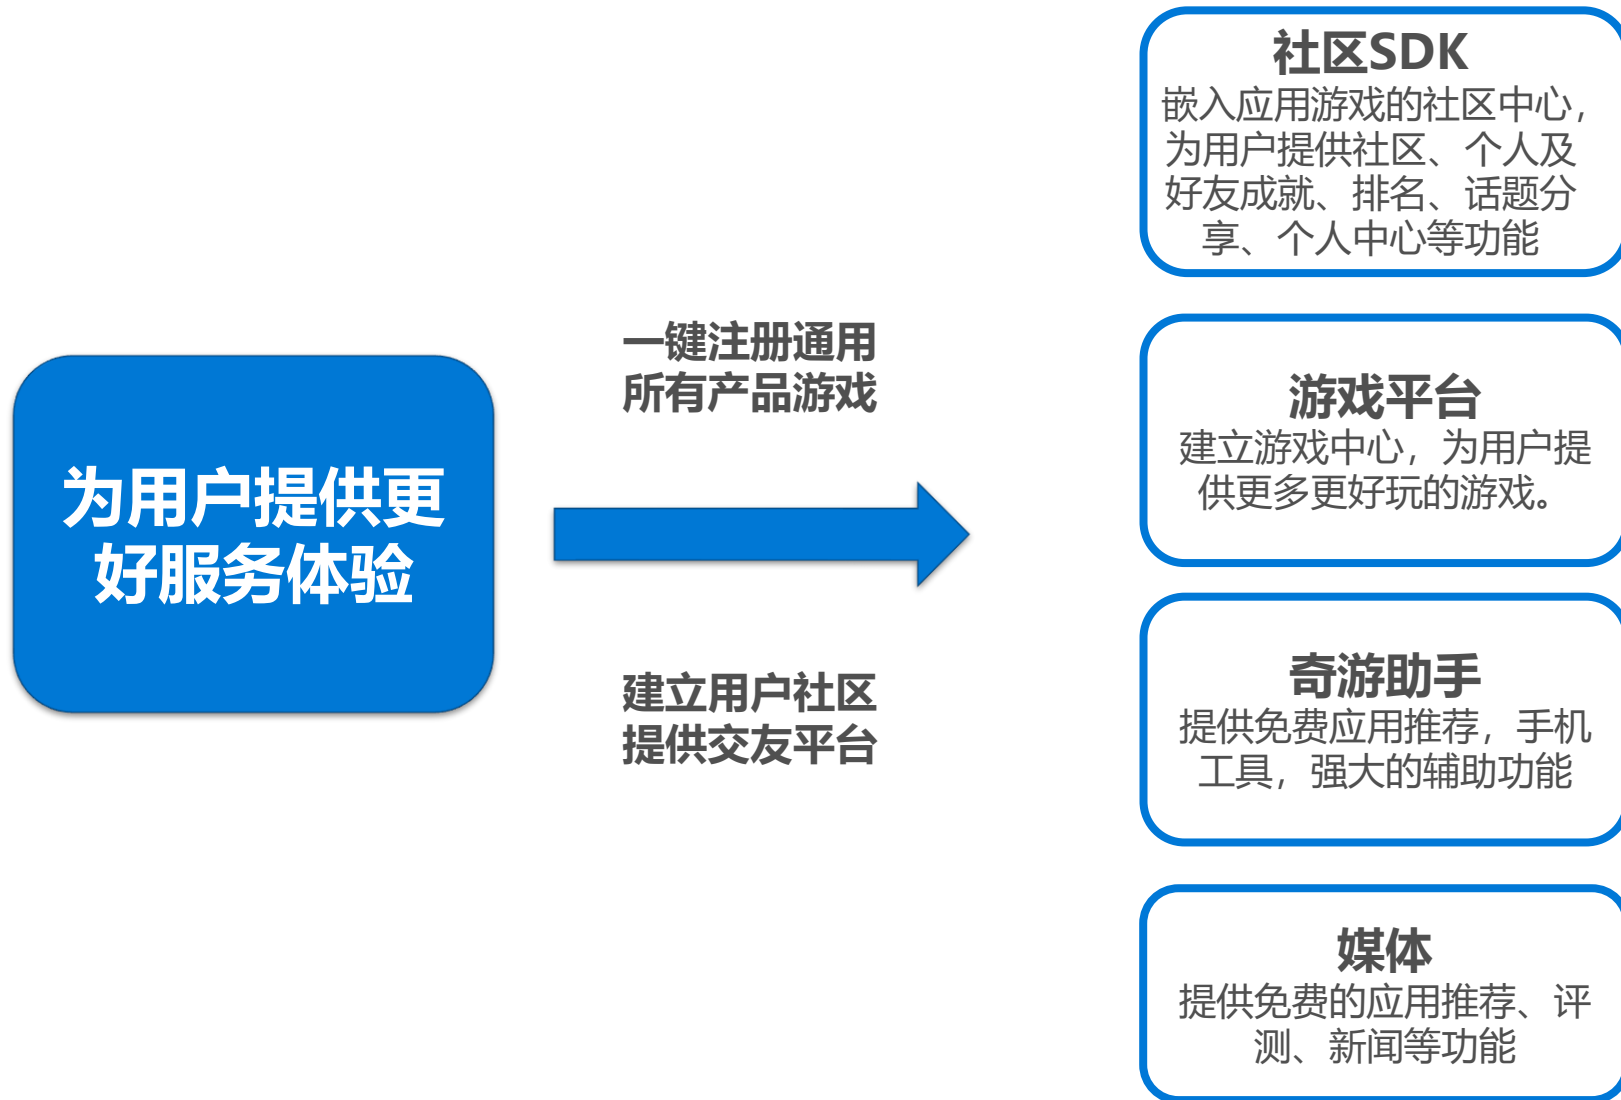 为用户提供更
好服务体验
一键注册通用
所有产品游戏
建立用户社区
提供交友平台
社区SDK
嵌入应用游戏的社区中心，
为用户提供社区、个人及
好友成就、排名、话题分
享、个人中心等功能
游戏平台
建立游戏中心，为用户提
供更多更好玩的游戏。
奇游助手
提供免费应用推荐，手机
工具，强大的辅助功能
媒体
提供免费的应用推荐、评
测、新闻等功能